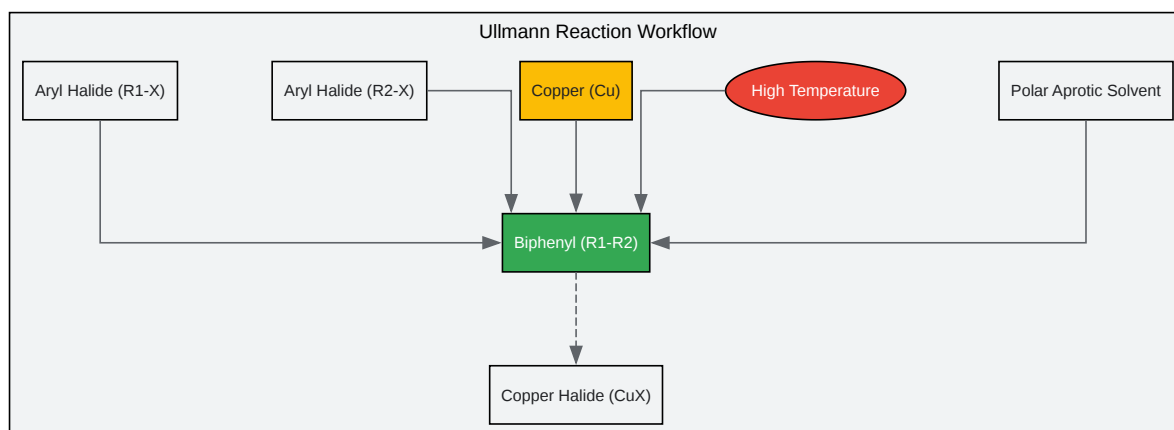 Ullmann Reaction Workflow
Aryl Halide (R1-X)
Aryl Halide (R2-X)
Copper (Cu)
High Temperature
Polar Aprotic Solvent
Biphenyl (R1-R2)
Copper Halide (CuX)